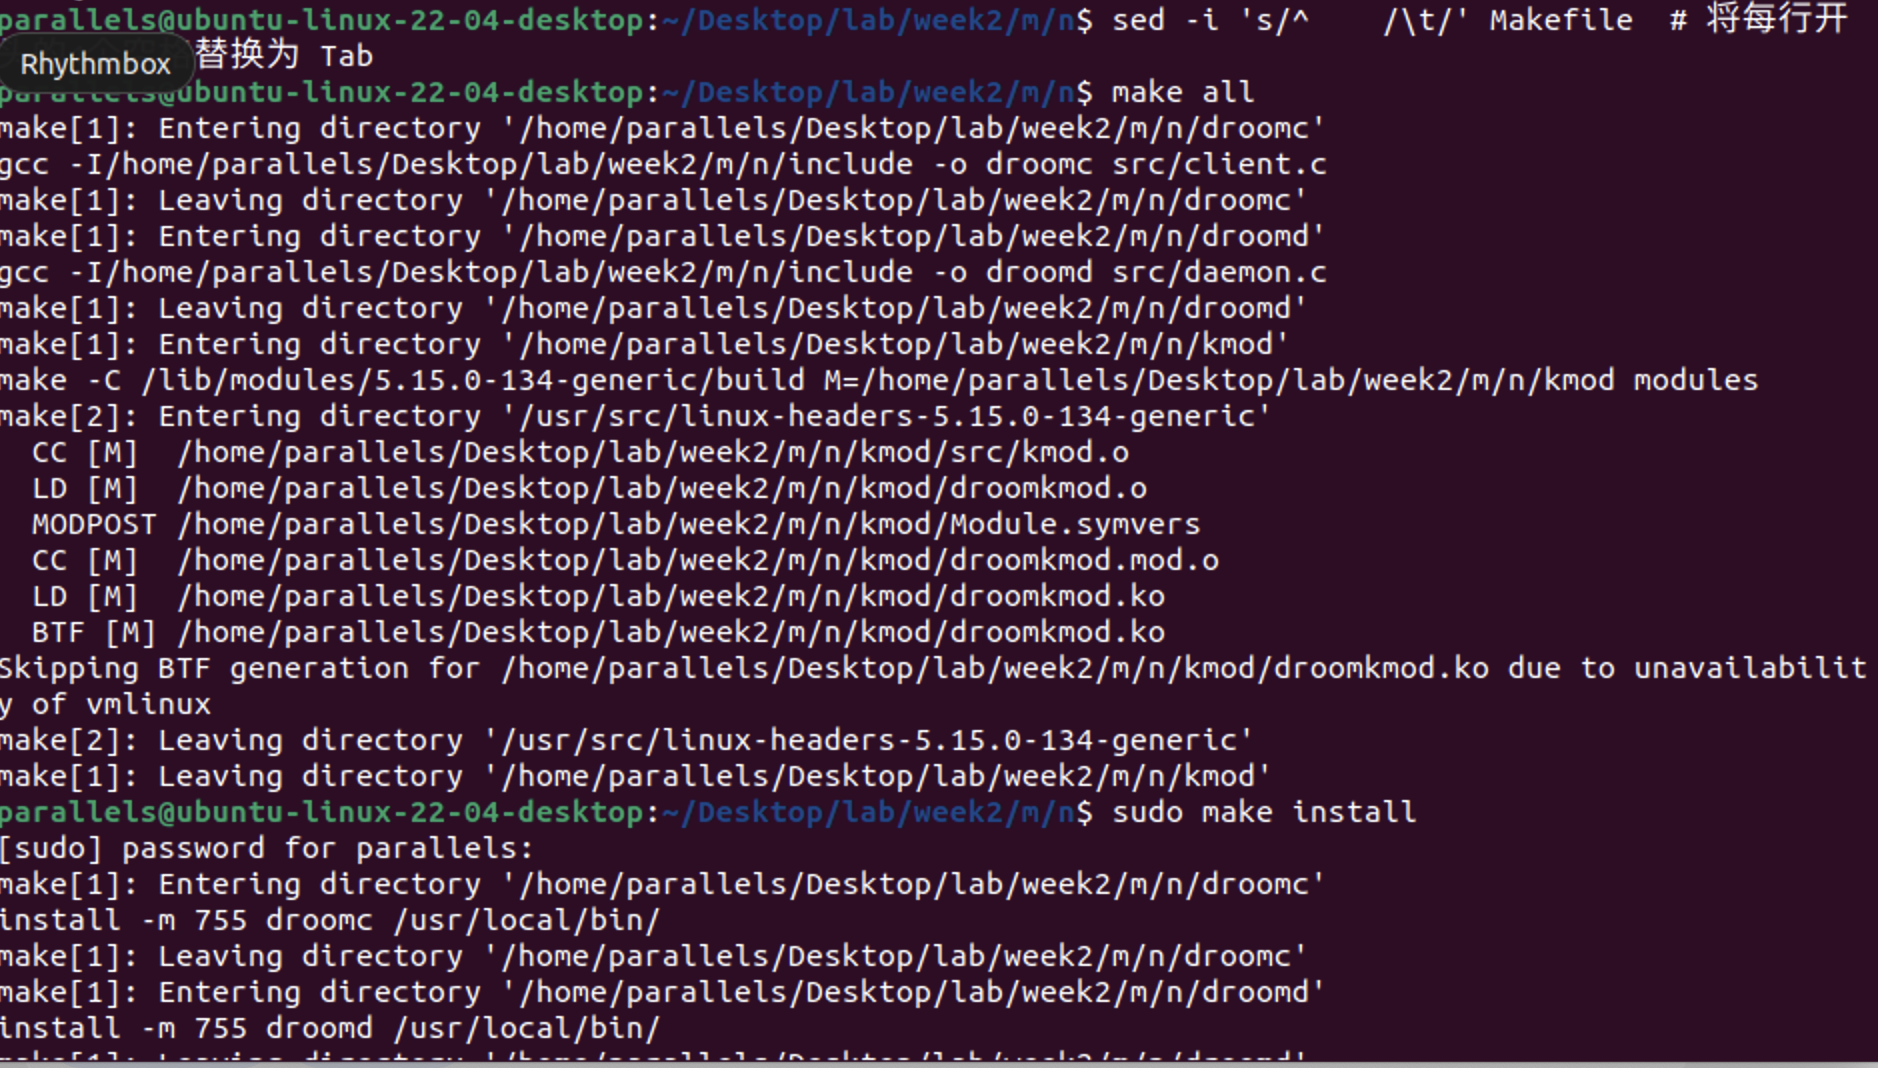 parallels@ubuntu-linux-22-04-desktop:~/Desktop/lab/week2/m/n$ sed -i 's/^    /\t/' Makefile  # 将每行开
替换为 Tab
Rhythmbox
parallels@ubuntu-linux-22-04-desktop:~/Desktop/lab/week2/m/n$ make all
make[1]: Entering directory '/home/parallels/Desktop/lab/week2/m/n/droomc'
gcc -I/home/parallels/Desktop/lab/week2/m/n/include -o droomc src/client.c
make[1]: Leaving directory '/home/parallels/Desktop/lab/week2/m/n/droomc'
make[1]: Entering directory '/home/parallels/Desktop/lab/week2/m/n/droomd'
gcc -I/home/parallels/Desktop/lab/week2/m/n/include -o droomd src/daemon.c
make[1]: Leaving directory '/home/parallels/Desktop/lab/week2/m/n/droomd'
make[1]: Entering directory '/home/parallels/Desktop/lab/week2/m/n/kmod'
make -C /lib/modules/5.15.0-134-generic/build M=/home/parallels/Desktop/lab/week2/m/n/kmod modules
make[2]: Entering directory '/usr/src/linux-headers-5.15.0-134-generic'
  CC [M]  /home/parallels/Desktop/lab/week2/m/n/kmod/src/kmod.o
  LD [M]  /home/parallels/Desktop/lab/week2/m/n/kmod/droomkmod.o
  MODPOST /home/parallels/Desktop/lab/week2/m/n/kmod/Module.symvers
  CC [M]  /home/parallels/Desktop/lab/week2/m/n/kmod/droomkmod.mod.o
  LD [M]  /home/parallels/Desktop/lab/week2/m/n/kmod/droomkmod.ko
  BTF [M] /home/parallels/Desktop/lab/week2/m/n/kmod/droomkmod.ko
Skipping BTF generation for /home/parallels/Desktop/lab/week2/m/n/kmod/droomkmod.ko due to unavailabilit
y of vmlinux
make[2]: Leaving directory '/usr/src/linux-headers-5.15.0-134-generic'
make[1]: Leaving directory '/home/parallels/Desktop/lab/week2/m/n/kmod'
parallels@ubuntu-linux-22-04-desktop:~/Desktop/lab/week2/m/n$ sudo make install
[sudo] password for parallels:
make[1]: Entering directory '/home/parallels/Desktop/lab/week2/m/n/droomc'
install -m 755 droomc /usr/local/bin/
make[1]: Leaving directory '/home/parallels/Desktop/lab/week2/m/n/droomc'
make[1]: Entering directory '/home/parallels/Desktop/lab/week2/m/n/droomd'
install -m 755 droomd /usr/local/bin/
make[1]: Leaving directory '/home/parallels/Desktop/lab/week2/m/n/droomd'